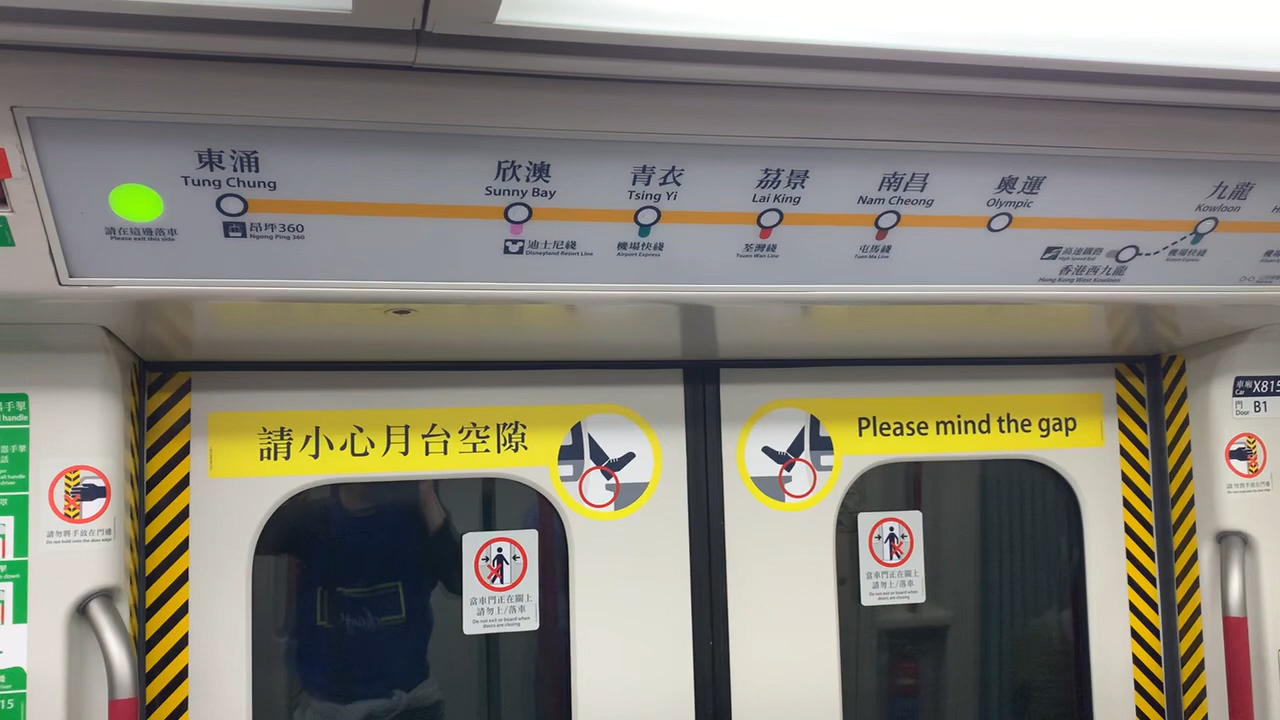 東涌
Tung Chung
欣澳
Sunny Bay
青衣
Tsing Yi
荔景
Lai King
南昌
Nam Cheong
奧運
Olympic
九龍
Kowloon
請在這邊落車
Please exit this side
昂坪360
Ngong Ping 360
迪士尼綫
Disneyland Resort Line
機場快綫
Airport Express
荃灣綫
Tsuen Wan Line
屯馬綫
Tuen Ma Line
高速鐵路
High Speed Rail
香港西九龍
Hong Kong West Kowloon
機場快綫
Airport Express
請小心月台空隙
Please mind the gap
車廂 X815
Car
門 B1
Door
請勿將手放在門邊
Do not hold onto the door edge
當車門正在關上
請勿上/落車
Do not exit or board when
doors are closing
當車門正在關上
請勿上/落車
Do not exit or board when
doors are closing
handle
15